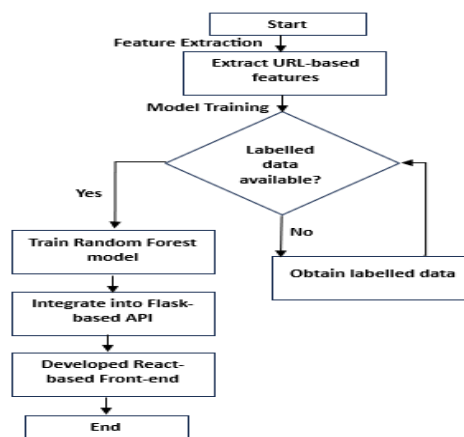 Start
Feature Extraction
Extract URL-based
features
Model Training
Labelled
data
available?
Yes
No
Train Random Forest
model
Obtain labelled data
Integrate into Flask-
based API
Developed React-
based Front-end
End